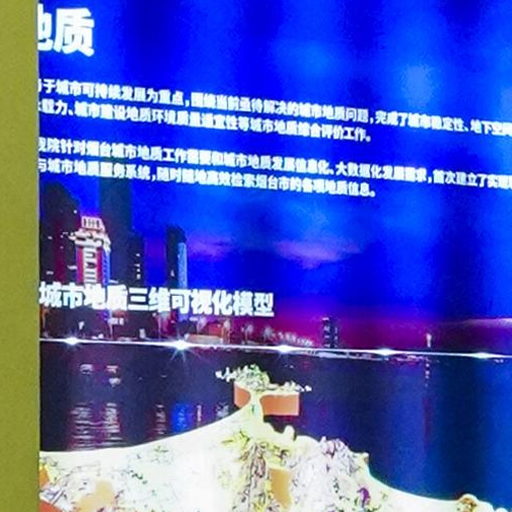 地质
于城市可持续发展为重点，围绕当前亟待解决的城市地质问题，完成了城市稳定性、地下空间
载力、城市建设地质环境质量适宜性等城市地质综合评价工作。
院针对烟台城市地质工作需要和城市地质发展信息化、大数据化发展需求，首次建立了实现
城市地质服务系统，随时随地高效检索烟台市的各项地质信息。
城市地质三维可视化模型